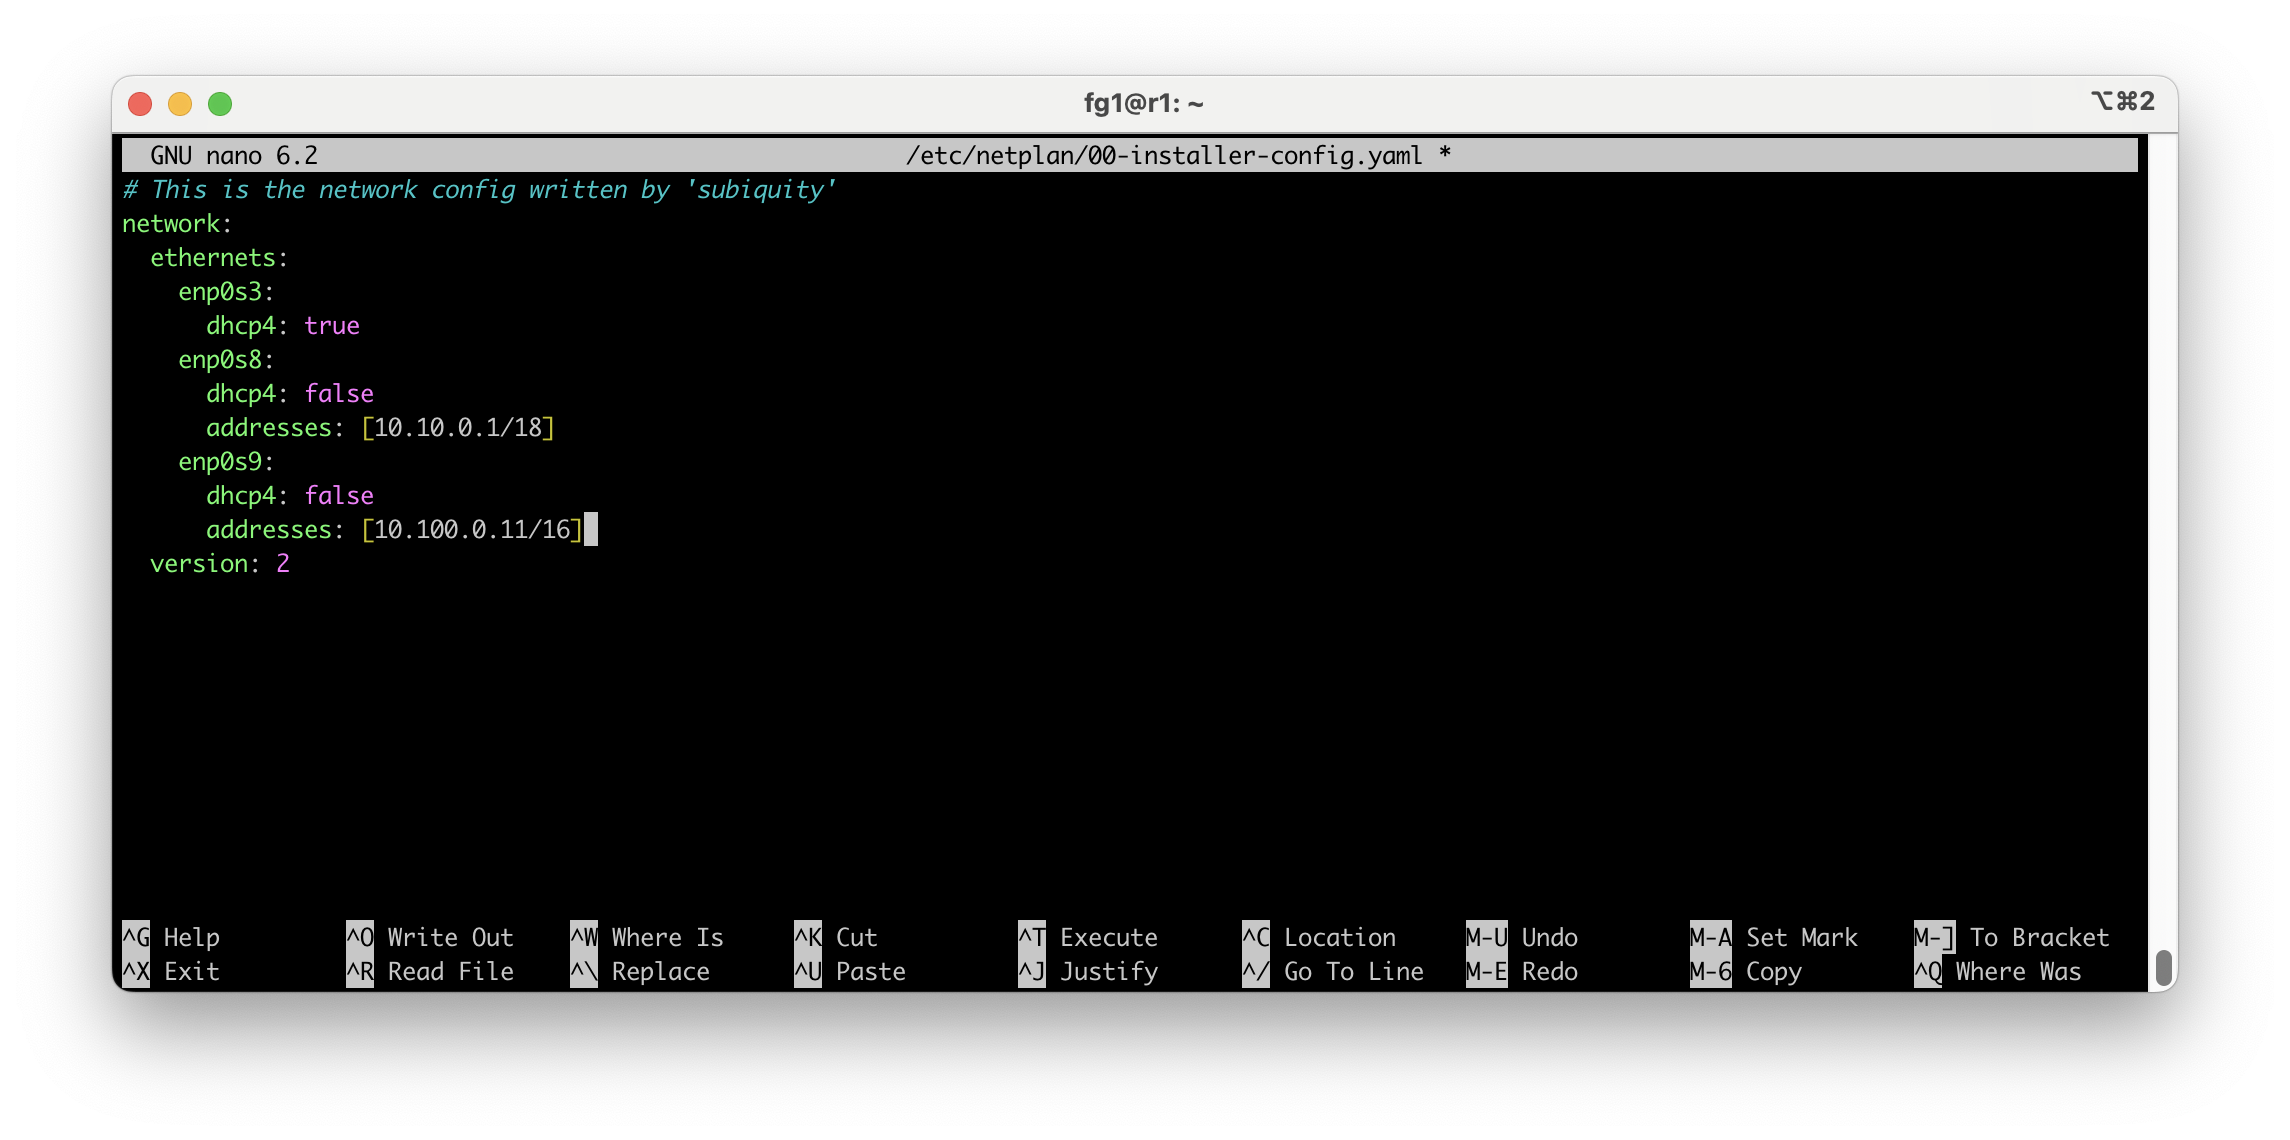 fg1@r1: ~
⌥⌘2
GNU nano 6.2 /etc/netplan/00-installer-config.yaml *
# This is the network config written by 'subiquity'
network:
  ethernets:
    enp0s3:
      dhcp4: true
    enp0s8:
      dhcp4: false
      addresses: [10.10.0.1/18]
    enp0s9:
      dhcp4: false
      addresses: [10.100.0.11/16]
  version: 2
^G Help ^O Write Out ^W Where Is ^K Cut ^T Execute ^C Location M-U Undo M-A Set Mark M-] To Bracket
^X Exit ^R Read File ^\ Replace ^U Paste ^J Justify ^/ Go To Line M-E Redo M-6 Copy ^Q Where Was